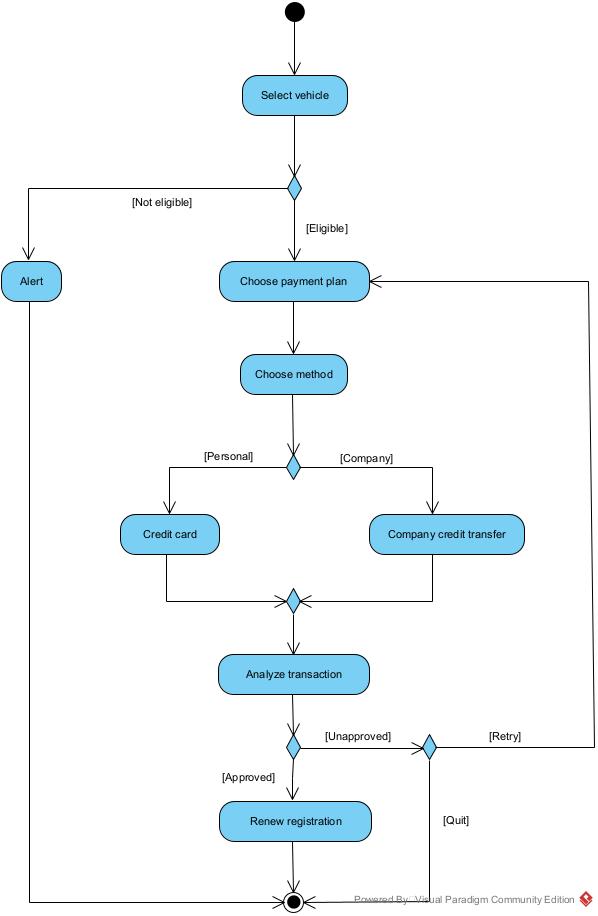 Select vehicle
[Not eligible]
[Eligible]
Alert
Choose payment plan
Choose method
[Personal]
[Company]
Credit card
Company credit transfer
Analyze transaction
[Unapproved]
[Retry]
[Approved]
Renew registration
[Quit]
Powered By: Visual Paradigm Community Edition